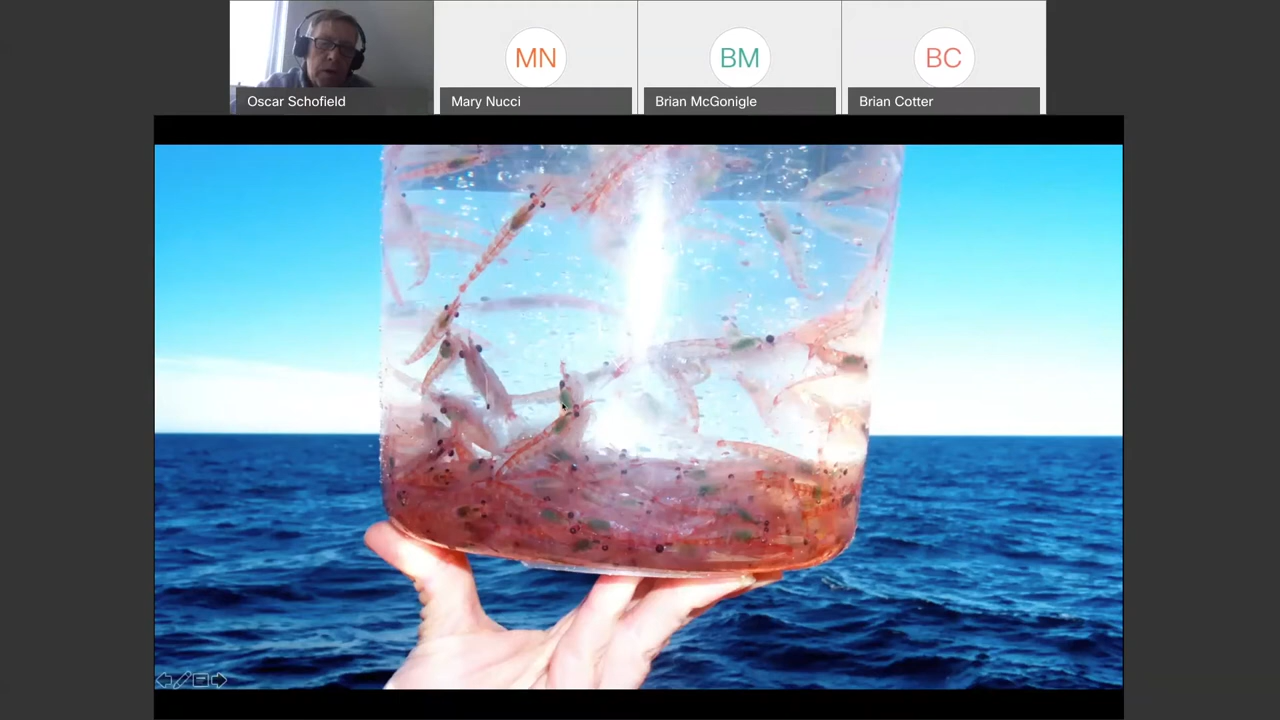 Oscar Schofield
MN
Mary Nucci
BM
Brian McGonigle
BC
Brian Cotter